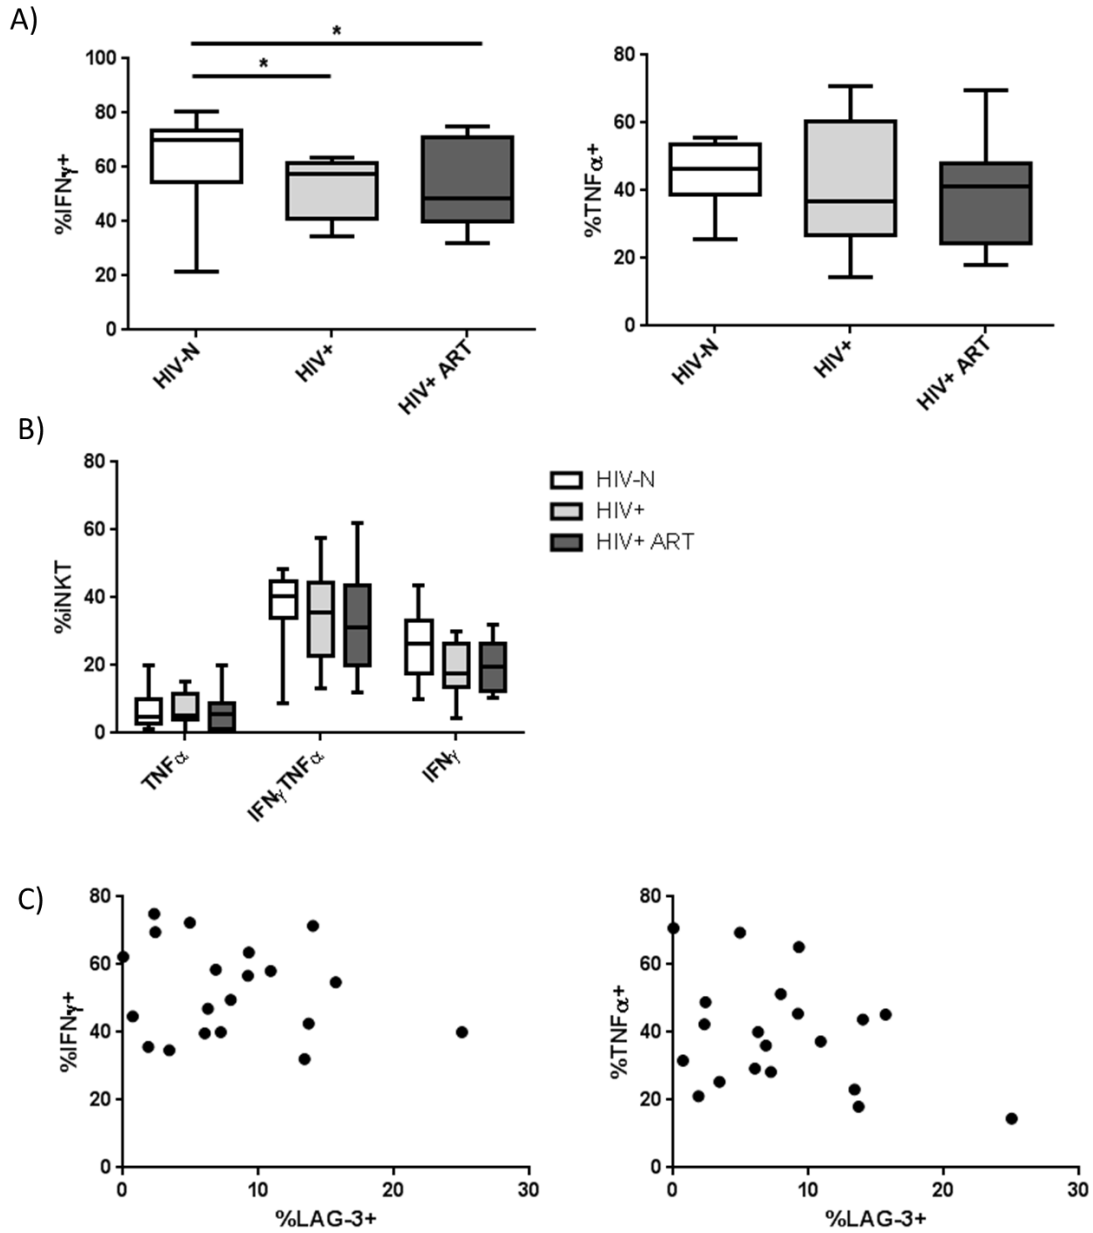 A)
* 
*
%IFNγ+
100
80
60
40
20
0
HIV-N
HIV+
HIV+ ART
%TNFα+
80
60
40
20
0
HIV-N
HIV+
HIV+ ART
B)
%iNKT
80
60
40
20
0
TNFα
IFNγTNFα
IFNγ
HIV-N
HIV+
HIV+ ART
C)
%IFNγ+
80
60
40
20
0
0 10 20 30
%LAG-3+
%TNFα+
80
60
40
20
0
0 10 20 30
%LAG-3+